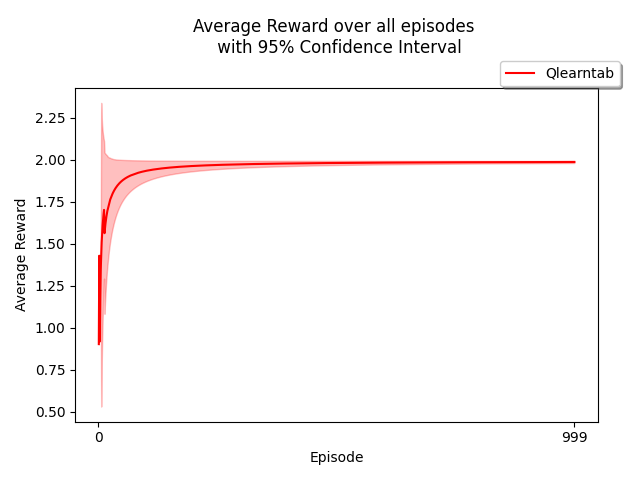 Average Reward over all episodes
with 95% Confidence Interval
Qlearntab
2.25
2.00
1.75
1.50
1.25
1.00
0.75
0.50
Average Reward
0
999
Episode